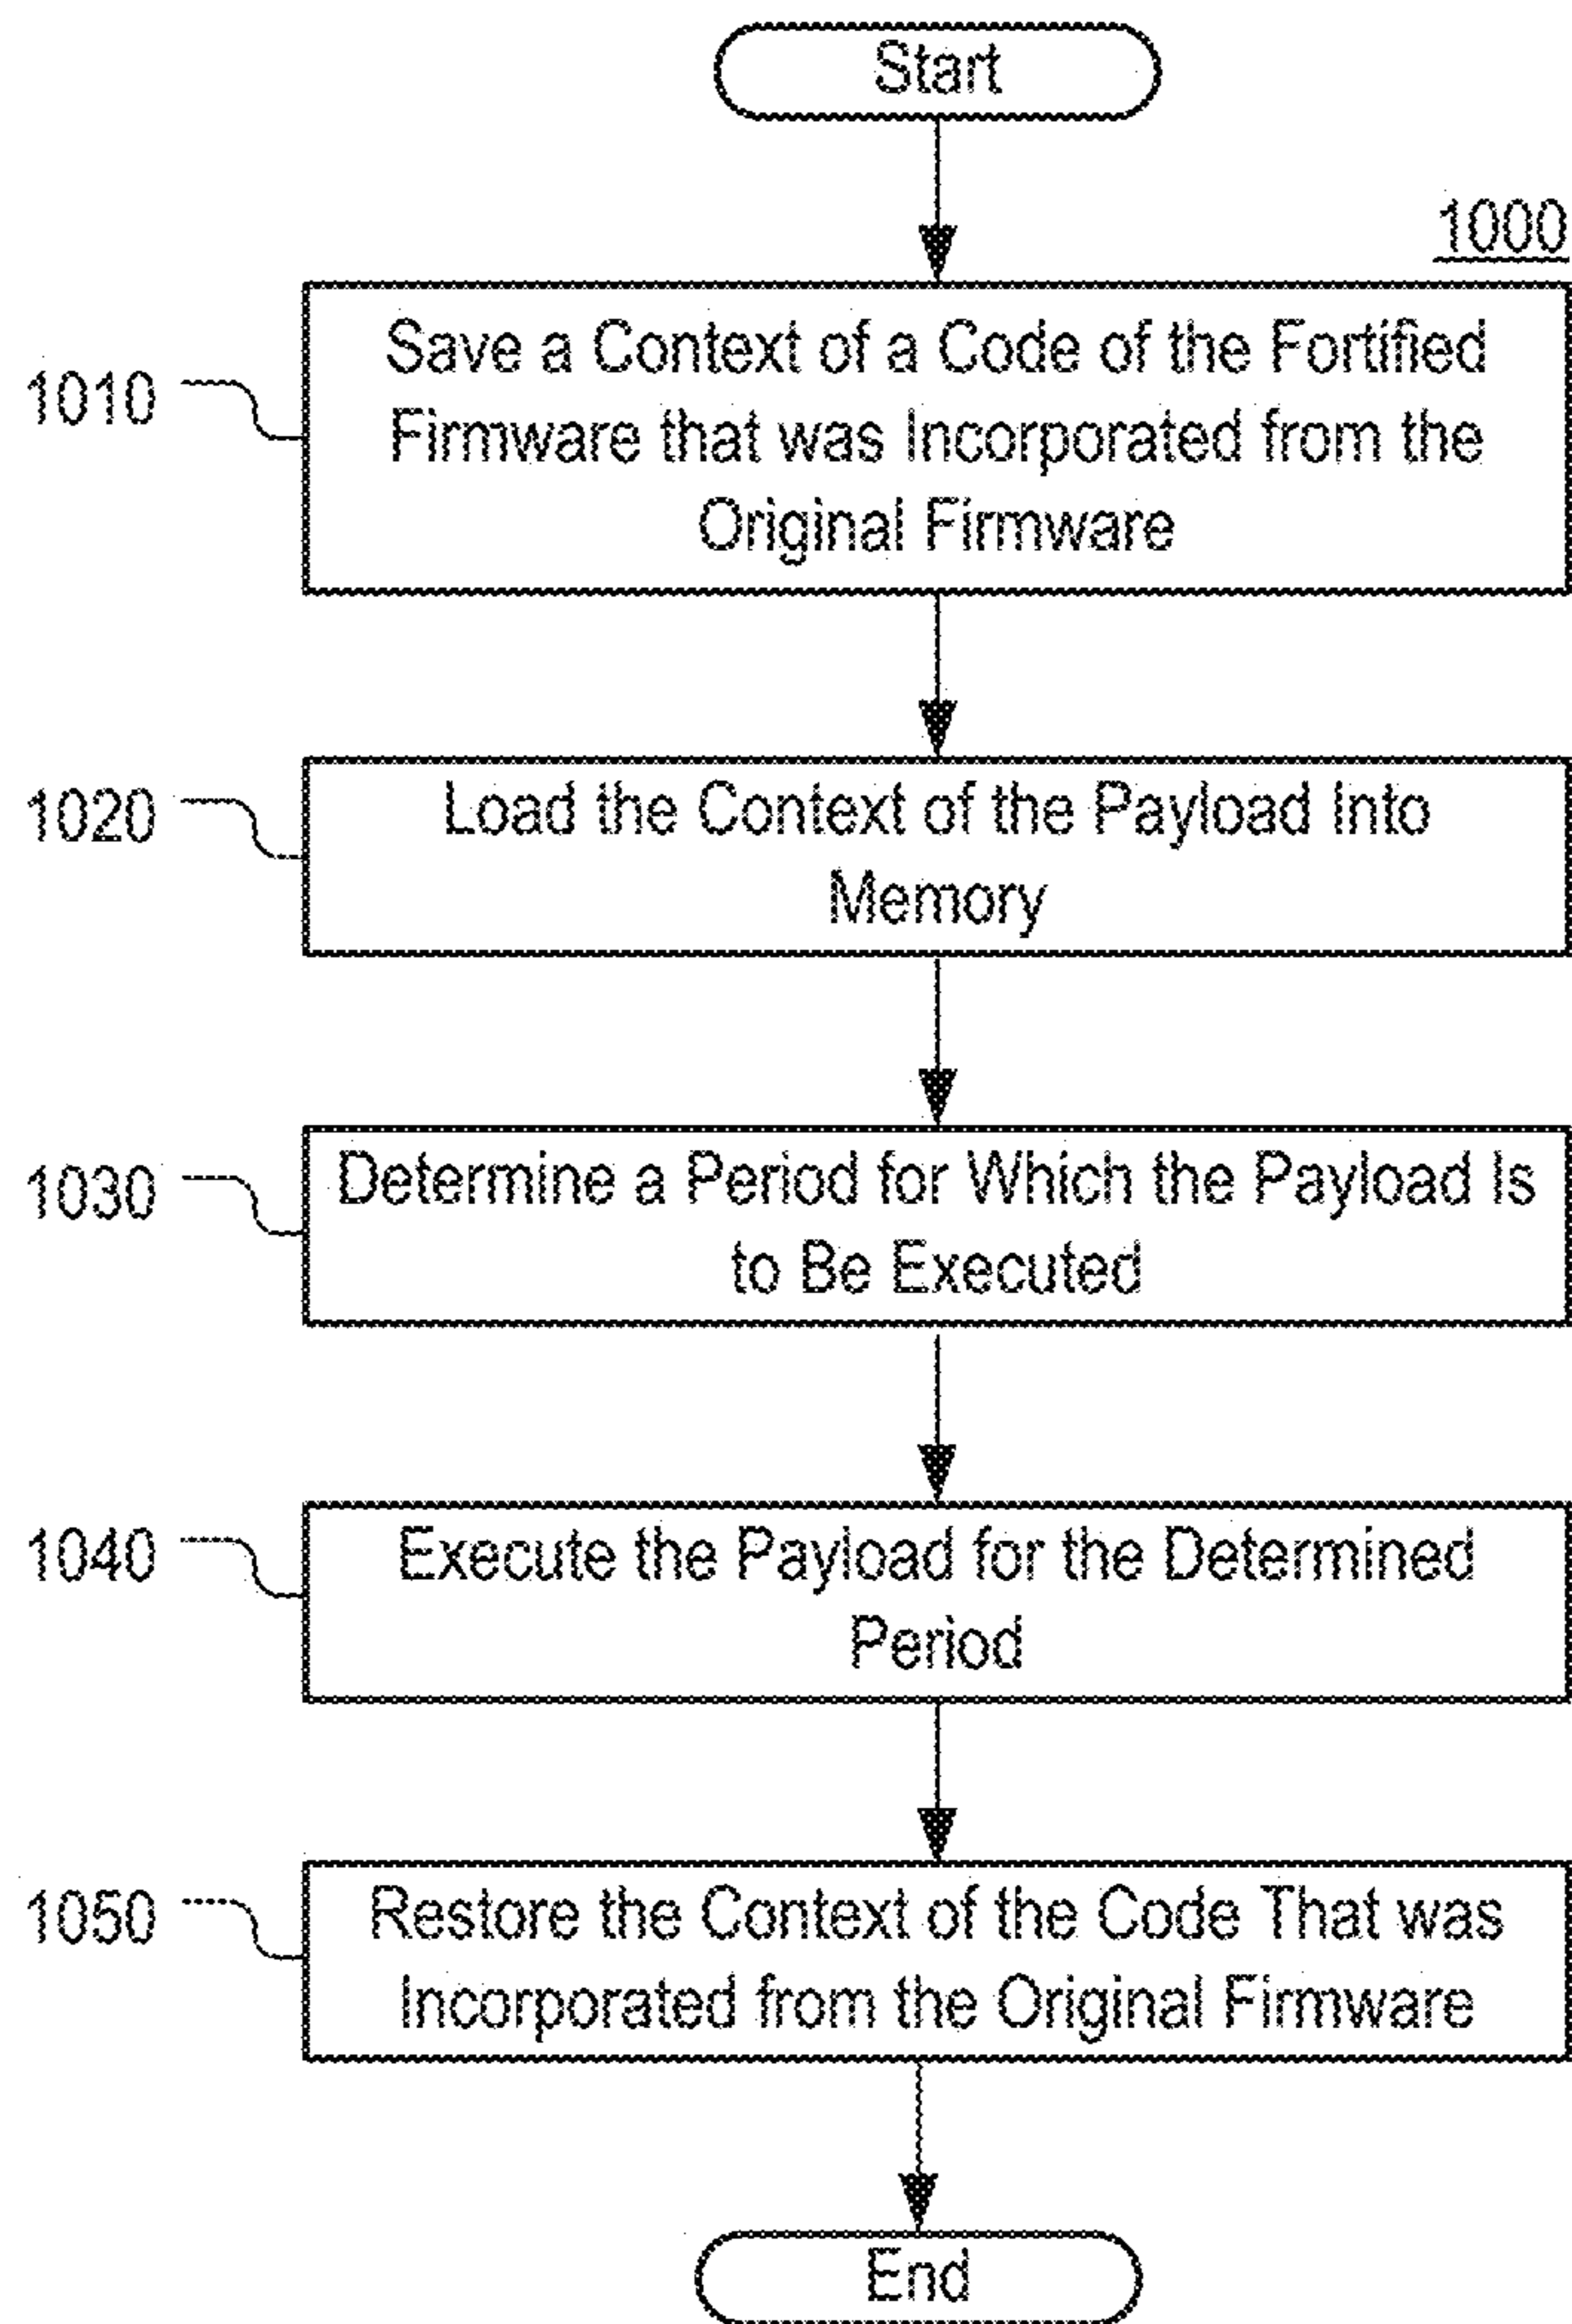 Start
1000
1010
Save a Context of a Code of the Fortified
Firmware that was Incorporated from the
Original Firmware
1020
Load the Context of the Payload Into
Memory
1030
Determine a Period for Which the Payload Is
to Be Executed
1040
Execute the Payload for the Determined
Period
1050
Restore the Context of the Code That was
Incorporated from the Original Firmware
End